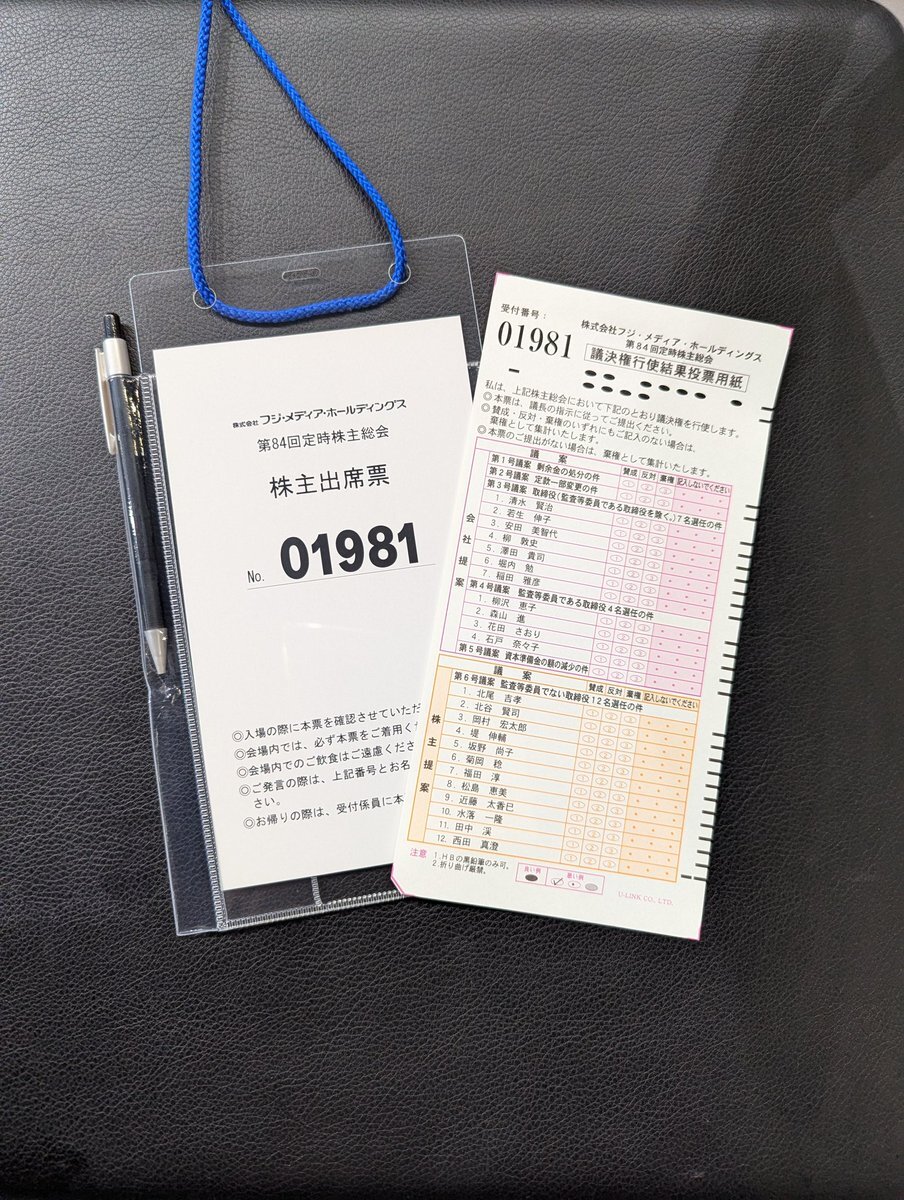 株式会社 フジ・メディア・ホールディングス
第84回定時株主総会
株主出席票
No. 01981
◎入場の際に本票を確認させていただ
◎会場内では、必ず本票をご着用く
◎会場内でのご飲食はご遠慮くださ
◎ご発言の際は、上記番号とお名
さい。
◎お帰りの際は、受付係員に本
受付番号：
01981
株式会社フジ・メディア・ホールディングス
第84回定時株主総会
議決権行使結果投票用紙
私は、上記株主総会において下記のとおり議決権を行使します。
◎本票は、議長の指示に従ってご提出ください。
◎賛成・反対・棄権のいずれにもご記入のない場合は、
棄権として集計いたします。
◎本票のご提出がない場合は、棄権として集計いたします。
会社提案
議案 賛成 反対 棄権 記入しないでください
第1号議案 剰余金の処分の件
第2号議案 定款一部変更の件
第3号議案 取締役(監査等委員である取締役を除く。)7名選任の件
1. 清水 賢治
2. 若生 伸子
3. 安田 美智代
4. 柳 敦史
5. 澤田 貴司
6. 堀内 勉
7. 稲田 雅彦
第4号議案 監査等委員である取締役4名選任の件
1. 柳沢 恵子
2. 森山 進
3. 花田 さおり
4. 石戸 奈々子
第5号議案 資本準備金の額の減少の件
株主提案
議案 賛成 反対 棄権 記入しないでください
第6号議案 監査等委員でない取締役12名選任の件
1. 北尾 吉孝
2. 北谷 賢司
3. 岡村 宏太郎
4. 堤 伸輔
5. 坂野 尚子
6. 菊岡 稔
7. 福田 淳
8. 松島 恵美
9. 近藤 太香巳
10. 水落 一隆
11. 田中 渓
12. 西田 真澄
注意
1.HBの黒鉛筆のみ可。
2.折り曲げ厳禁。
良い例
悪い例
U-LINK CO., LTD.